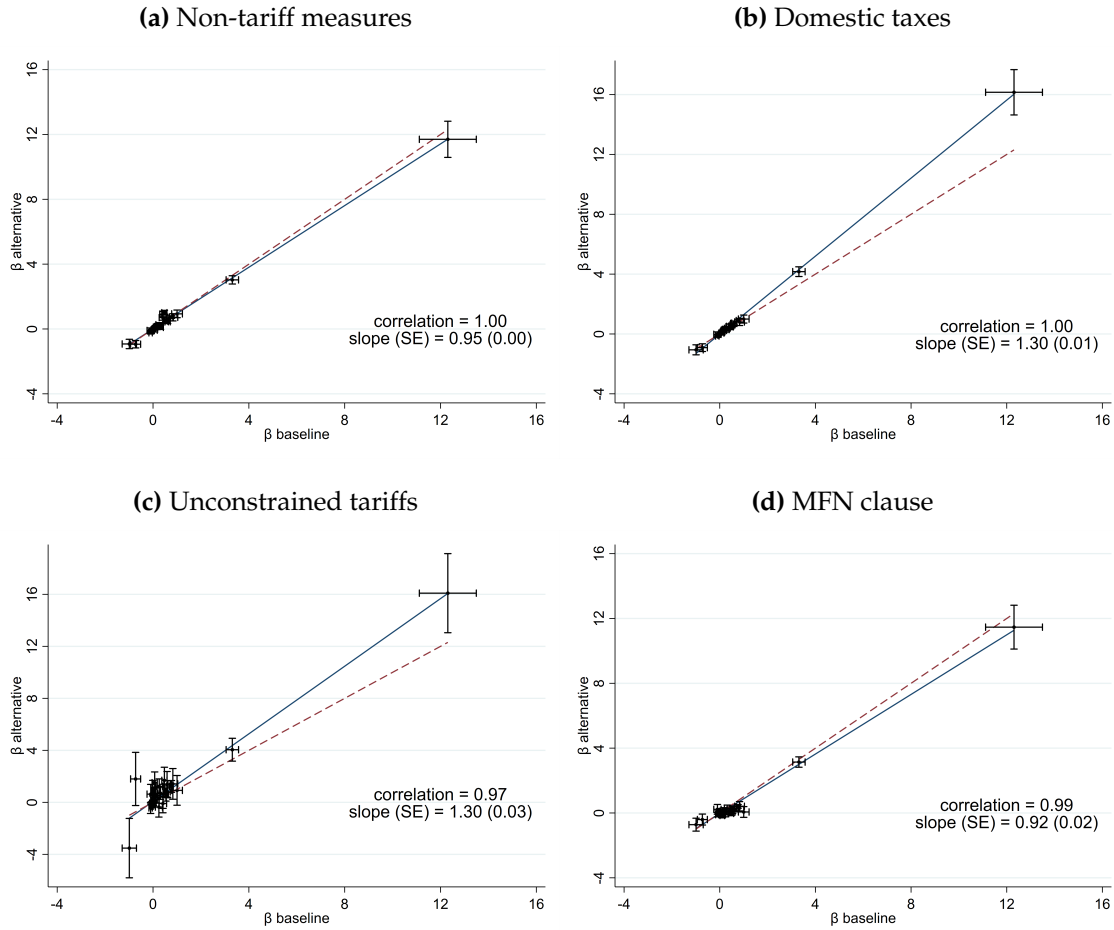 (a) Non-tariff measures
β alternative
16
12
8
4
0
-4
correlation = 1.00
slope (SE) = 0.95 (0.00)
-4 0 4 8 12 16
β baseline
(b) Domestic taxes
β alternative
16
12
8
4
0
-4
correlation = 1.00
slope (SE) = 1.30 (0.01)
-4 0 4 8 12 16
β baseline
(c) Unconstrained tariffs
β alternative
16
12
8
4
0
-4
correlation = 0.97
slope (SE) = 1.30 (0.03)
-4 0 4 8 12 16
β baseline
(d) MFN clause
β alternative
16
12
8
4
0
-4
correlation = 0.99
slope (SE) = 0.92 (0.02)
-4 0 4 8 12 16
β baseline